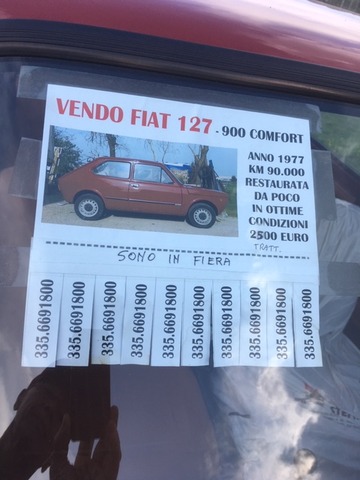 VENDO FIAT 127 - 900 COMFORT
ANNO 1977
KM 90.000
RESTAURATA
DA POCO
IN OTTIME
CONDIZIONI
2500 EURO
TRATT.
SONO IN FIERA
335.6691800
335.6691800
335.6691800
335.6691800
335.6691800
335.6691800
335.6691800
335.6691800
335.6691800